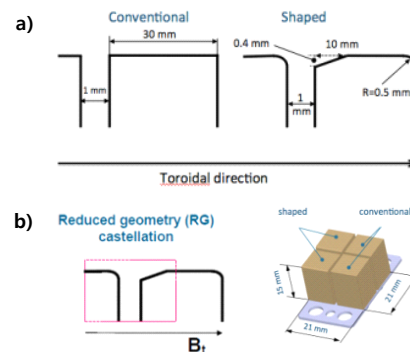 a)
Conventional
Shaped
30 mm
0.4 mm
10 mm
1 mm
1
mm
R=0.5 mm
Toroidal direction
b)
Reduced geometry (RG)
castellation
shaped
conventional
15 mm
21 mm
21 mm
Bt